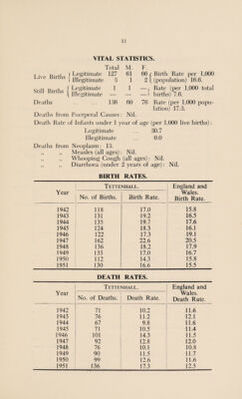 11
VITAL STATISTICS.
Total M. F.
Live Births { Legitimate 127 61 66 { Birth Rate per 1,000
Illegitimate 3 1 2 (population) 16.6.
Still Births { Legitimate 1 1 — Rate (per 1,000 total
Illegitimate — — — births) 7.6.
Deaths 136 60 76 Rate (per 1,000 popu-
lation) 17.3.
Deaths from Puerperal Causes: Nil.
Death Rate of Infants under 1 year of age (per 1,000 live births):
Legitimate 30.7
Illegitimate 0.0
Deaths from Neoplasm: 13.
„ „ Measles (all ages): Nil.
„ „ Whooping Cough (all ages): Nil.
„ „ Diarrhoea (under 2 years of age): Nil.
BIRTH RATES.
Year TETTENHALL. England and Wales. Birth Rate.
No. of Births. Birth Rate.
1942 118 17.0 15.8
1943 131 19.2 16.5
1944 135 19.7 17.6
1945 124 18.3 16.1
1946 122 17.3 19.1
1947 162 22.6 20.5
1948 136 18.2 17.9
1949 133 17.0 16.7
1950 112 14.3 15.8
1951 130 16.6 15.5
DEATH RATES.
Year TETTENHALL. England and Wales. Death Rate.
No. of Deaths. Death Rate.
1942 71 10.2 11.6
1943 76 11.2 12.1
1944 67 9.8 11.6
1945 71 10.5 11.4
1946 101 14.3 11.5
1947 92 12.8 12.0
1948 76 10.1 10.8
1949 90 11.5 11.7
1950 99 12.6 11.6
1951 136 17.3 12.5